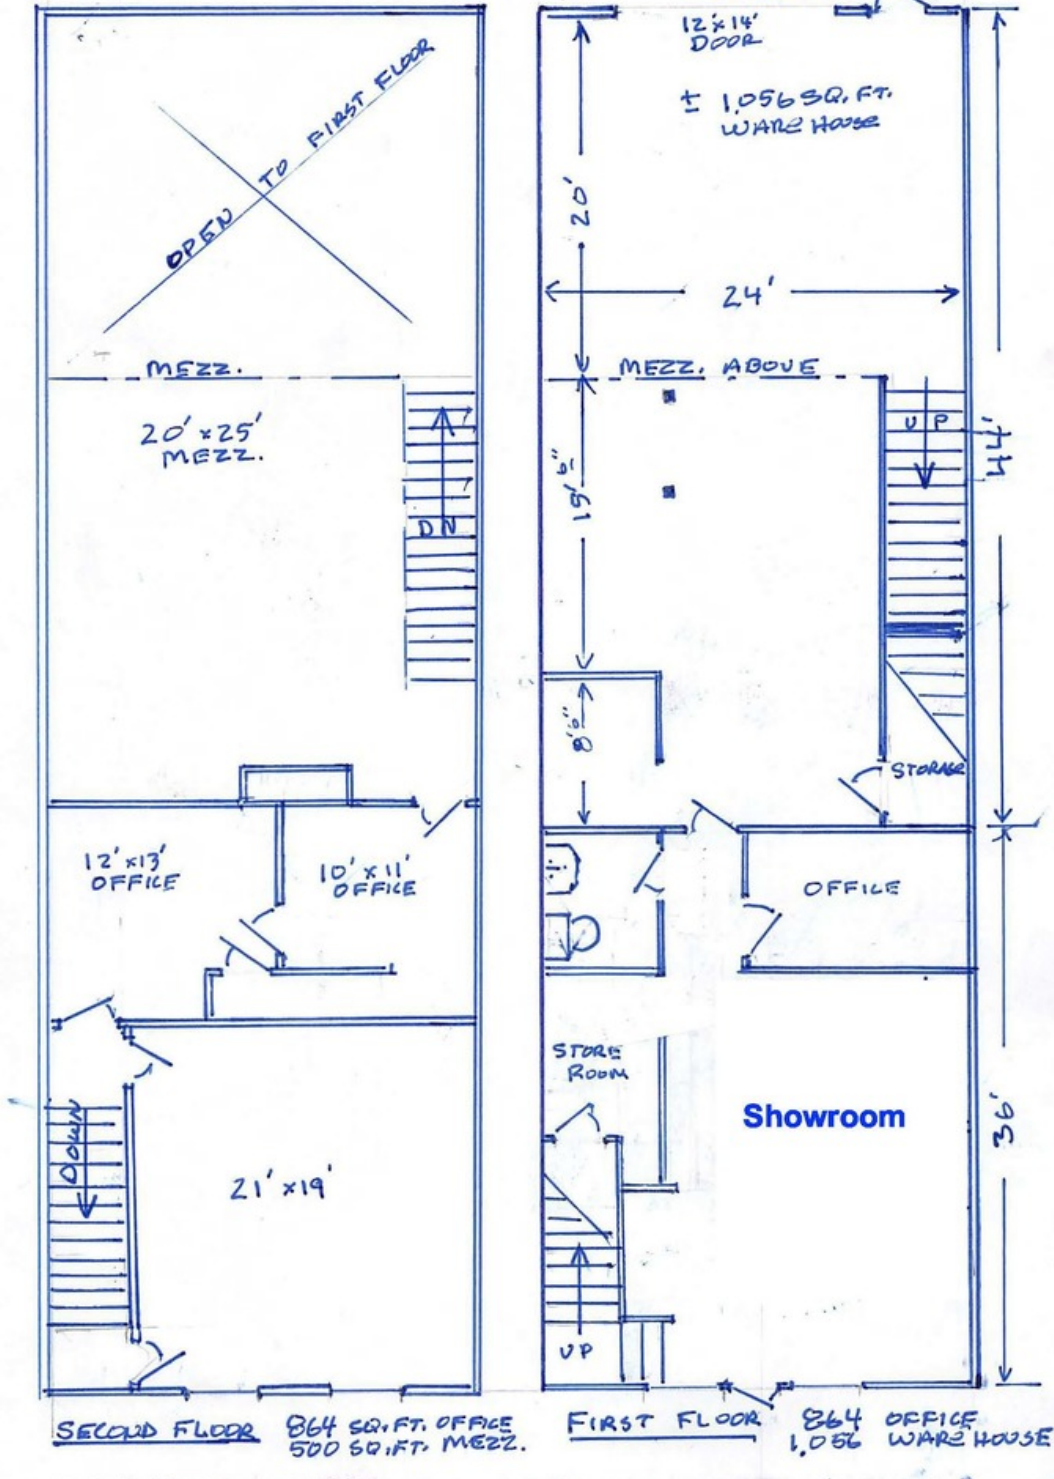 OPEN TO FIRST FLOOR
MEZZ.
20' x 25'
MEZZ.
DN
12' x 13'
OFFICE
10' x 11'
OFFICE
DOWN
21' x 19'
SECOND FLOOR
864 SQ. FT. OFFICE
500 SQ. FT. MEZZ.
12' x 14'
DOOR
± 1,056 SQ. FT.
WAREHOUSE
20'
24'
MEZZ. ABOVE
UP
44'
15'6"
8'6"
STORAGE
OFFICE
STORE
ROOM
Showroom
36'
UP
FIRST FLOOR
864 OFFICE
1,056 WAREHOUSE